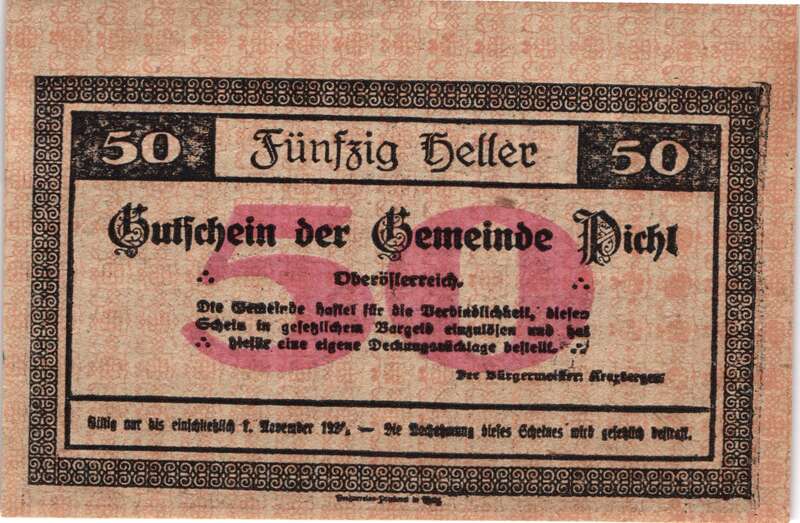 50 Fünfzig Heller 50
Gutschein der Gemeinde Pichl
Oberösterreich.
Die Gemeinde haftet für die Verbindlichkeit, diesen
Schein in gesetzlichem Bargeld einzulösen und hat
hiefür eine eigene Deckungsrücklage bestellt.
Der Bürgermeister:
Giltig nur bis einschließlich 1. November 1920. — Die Nachahmung dieses Scheines wird gesetzlich bestraft.
50